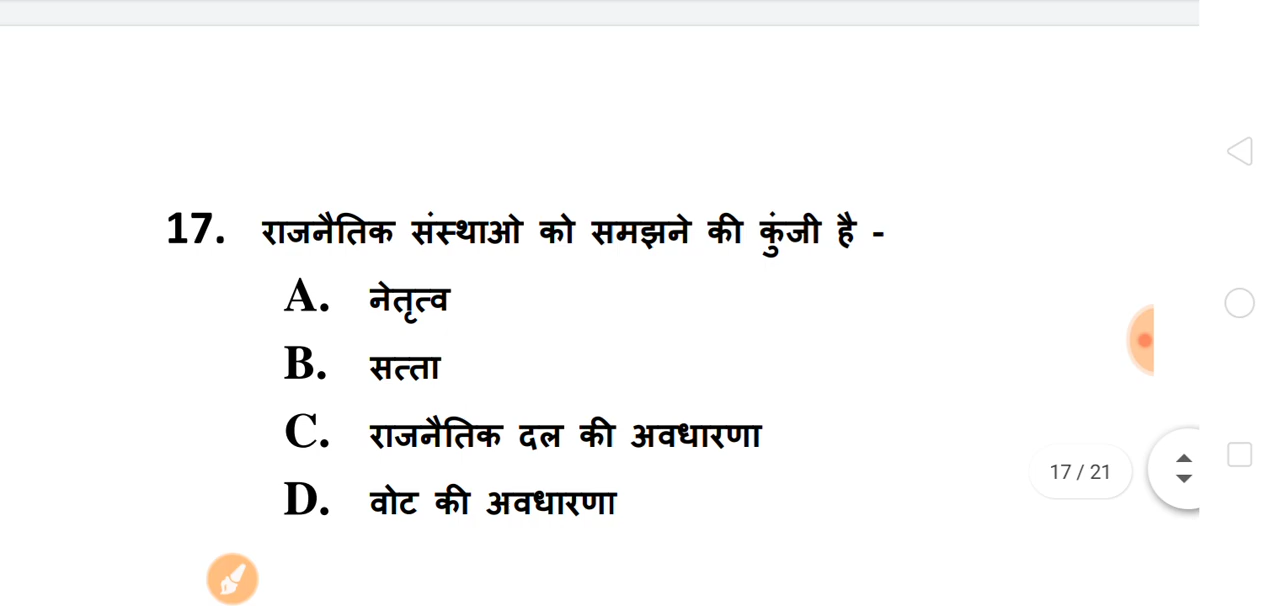 17. राजनैतिक संस्थाओ को समझने की कुंजी है -
A. नेतृत्व
B. सत्ता
C. राजनैतिक दल की अवधारणा
D. वोट की अवधारणा
17 / 21